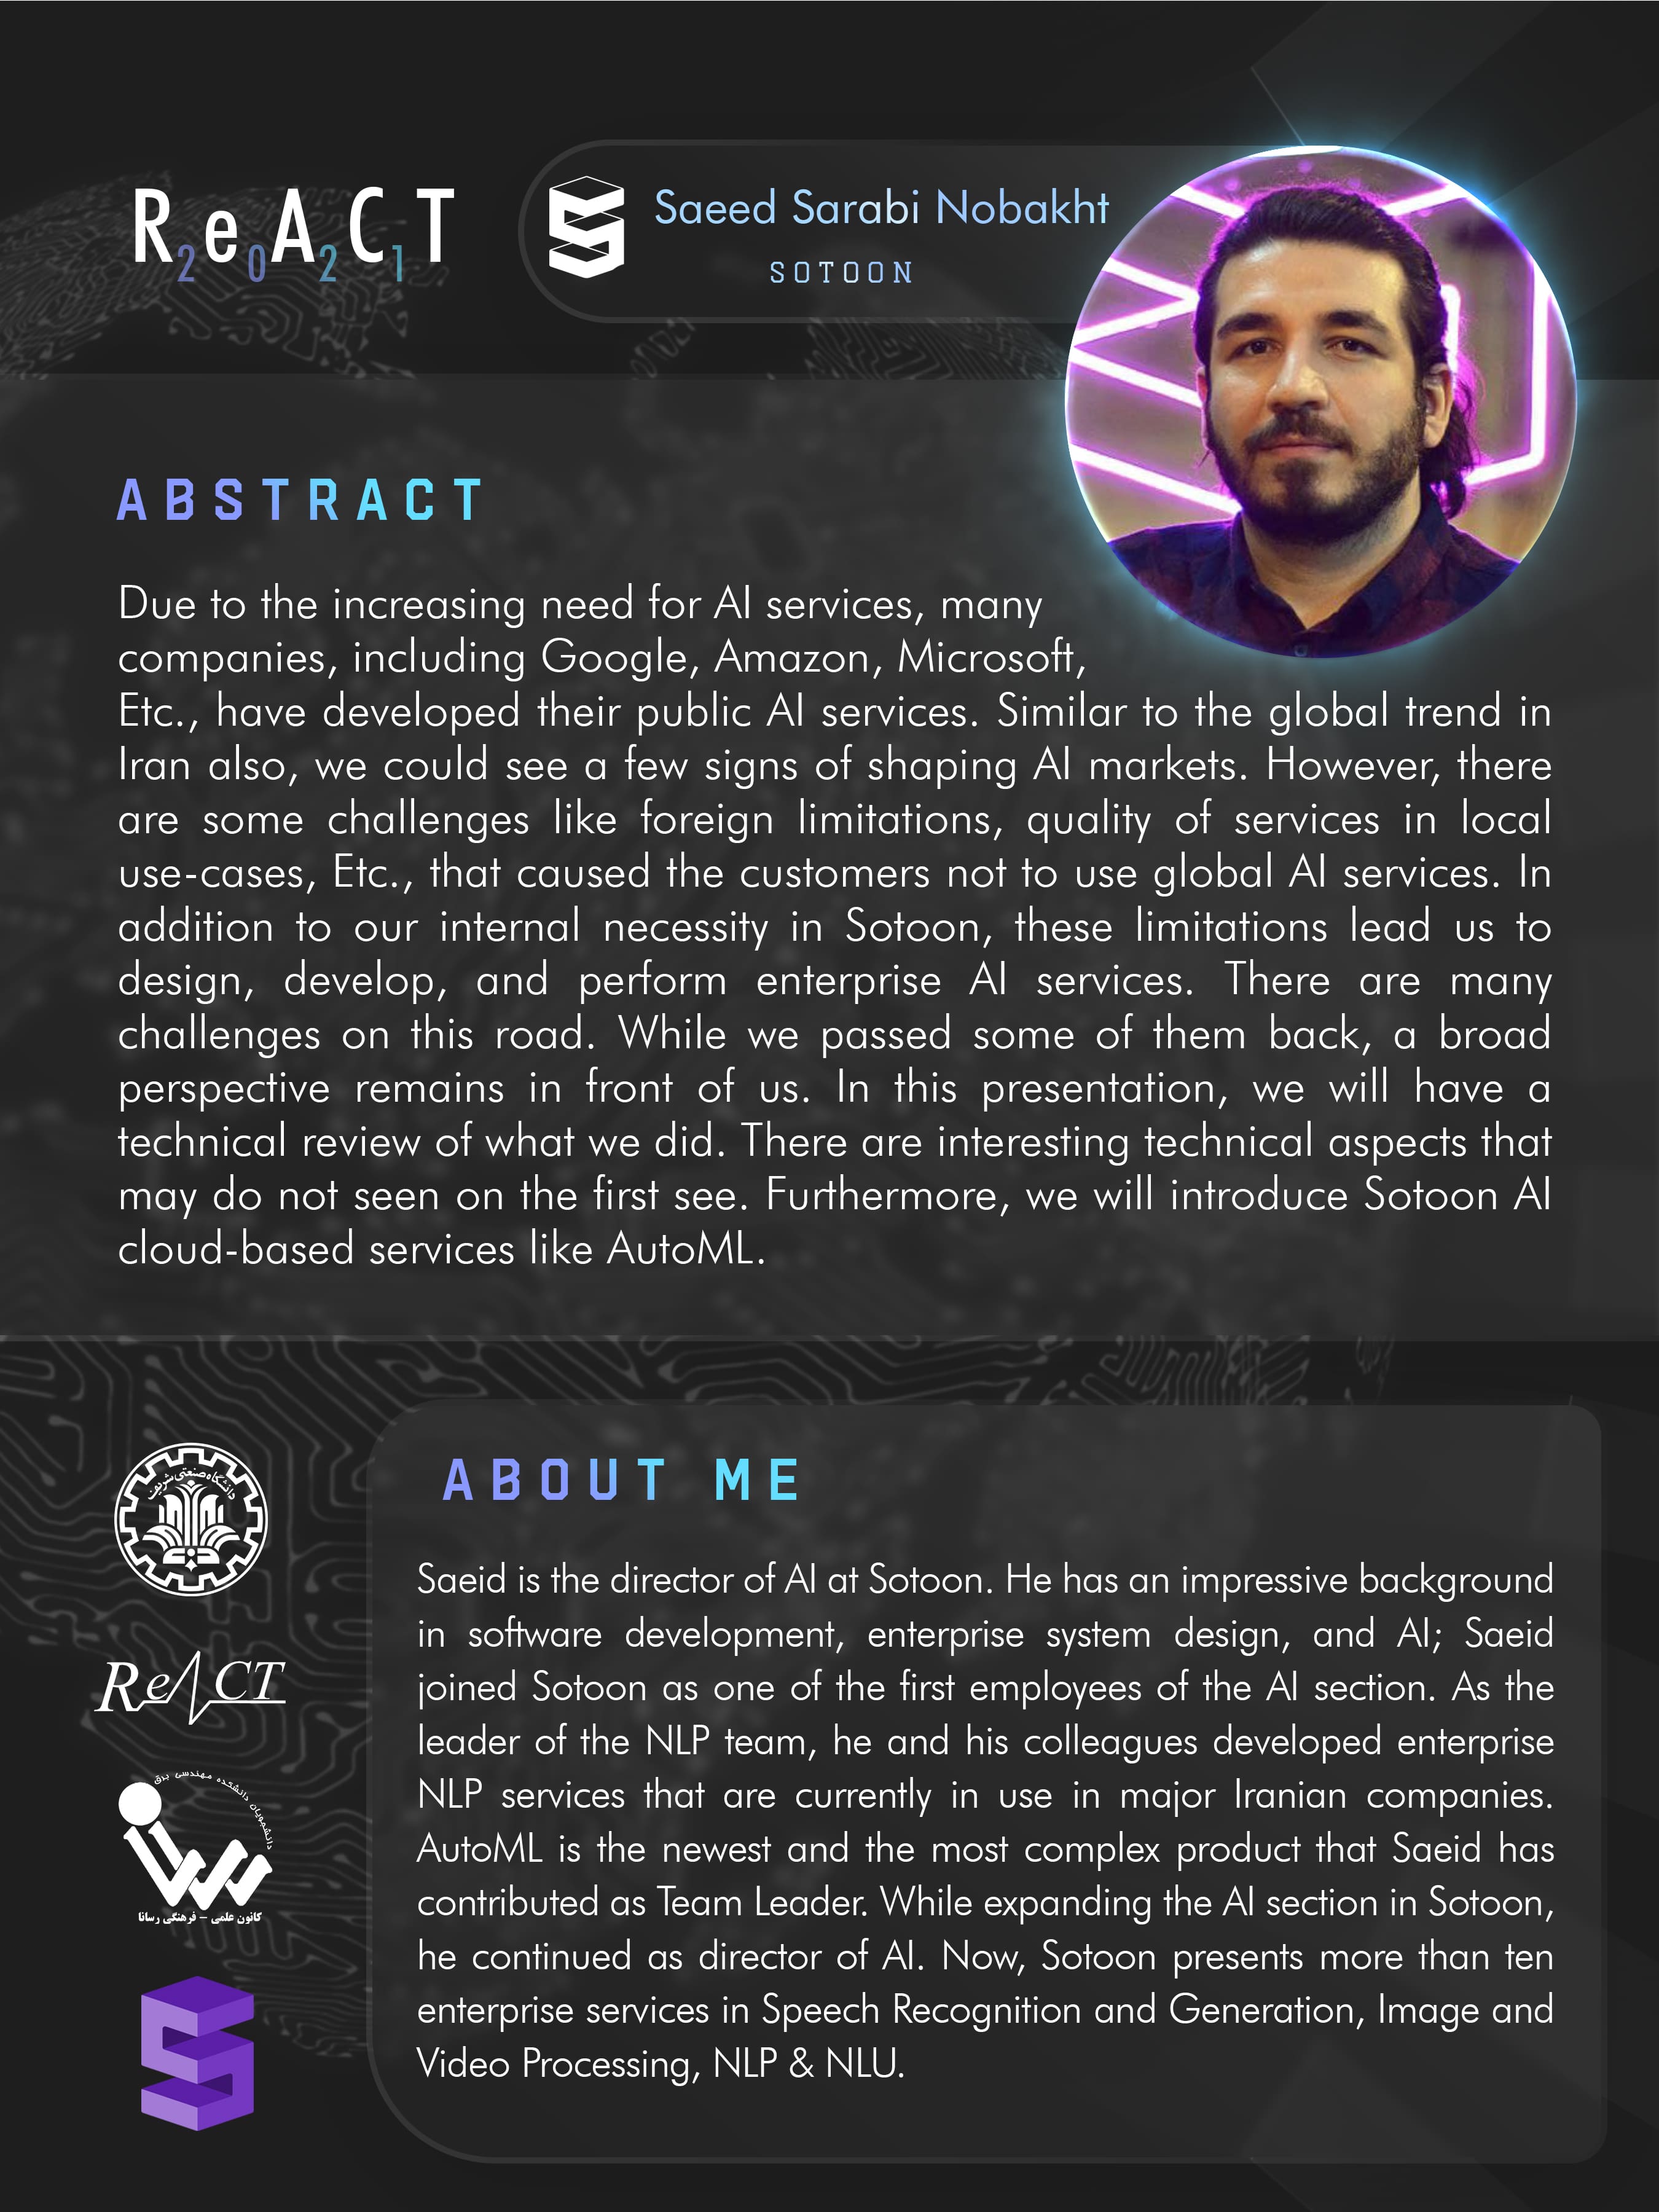 ReACT
2021
Saeed Sarabi Nobakht
SOTOON
ABSTRACT
Due to the increasing need for AI services, many
companies, including Google, Amazon, Microsoft,
Etc., have developed their public AI services. Similar to the global trend in
Iran also, we could see a few signs of shaping AI markets. However, there
are some challenges like foreign limitations, quality of services in local
use-cases, Etc., that caused the customers not to use global AI services. In
addition to our internal necessity in Sotoon, these limitations lead us to
design, develop, and perform enterprise AI services. There are many
challenges on this road. While we passed some of them back, a broad
perspective remains in front of us. In this presentation, we will have a
technical review of what we did. There are interesting technical aspects that
may do not seen on the first see. Furthermore, we will introduce Sotoon AI
cloud-based services like AutoML.
دانشگاه صنعتی شریف
ReACT
دانشجویان دانشکده مهندسی برق
رسانا
کانون علمی - فرهنگی رسانا
ABOUT ME
Saeid is the director of AI at Sotoon. He has an impressive background
in software development, enterprise system design, and AI; Saeid
joined Sotoon as one of the first employees of the AI section. As the
leader of the NLP team, he and his colleagues developed enterprise
NLP services that are currently in use in major Iranian companies.
AutoML is the newest and the most complex product that Saeid has
contributed as Team Leader. While expanding the AI section in Sotoon,
he continued as director of AI. Now, Sotoon presents more than ten
enterprise services in Speech Recognition and Generation, Image and
Video Processing, NLP & NLU.